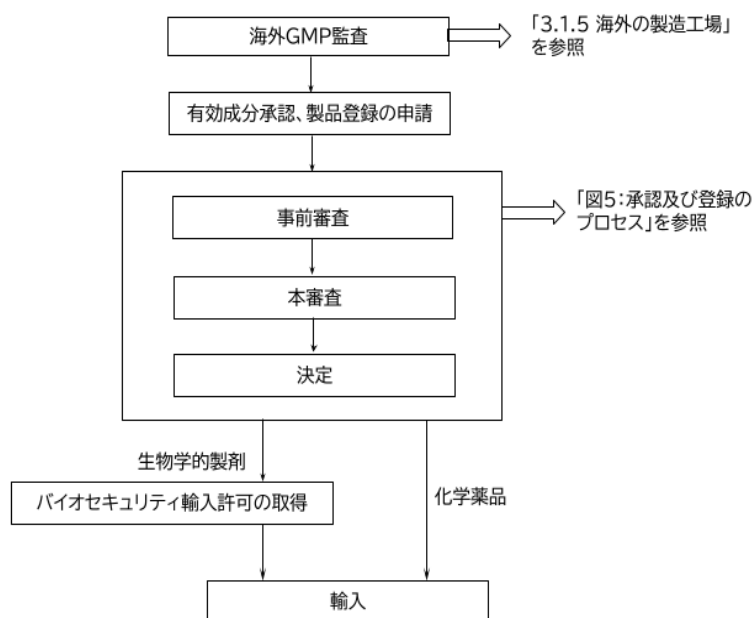 海外GMP監査
「3.1.5 海外の製造工場」
を参照
有効成分承認、製品登録の申請
事前審査
「図5：承認及び登録の
プロセス」を参照
本審査
決定
生物学的製剤
バイオセキュリティ輸入許可の取得
化学薬品
輸入